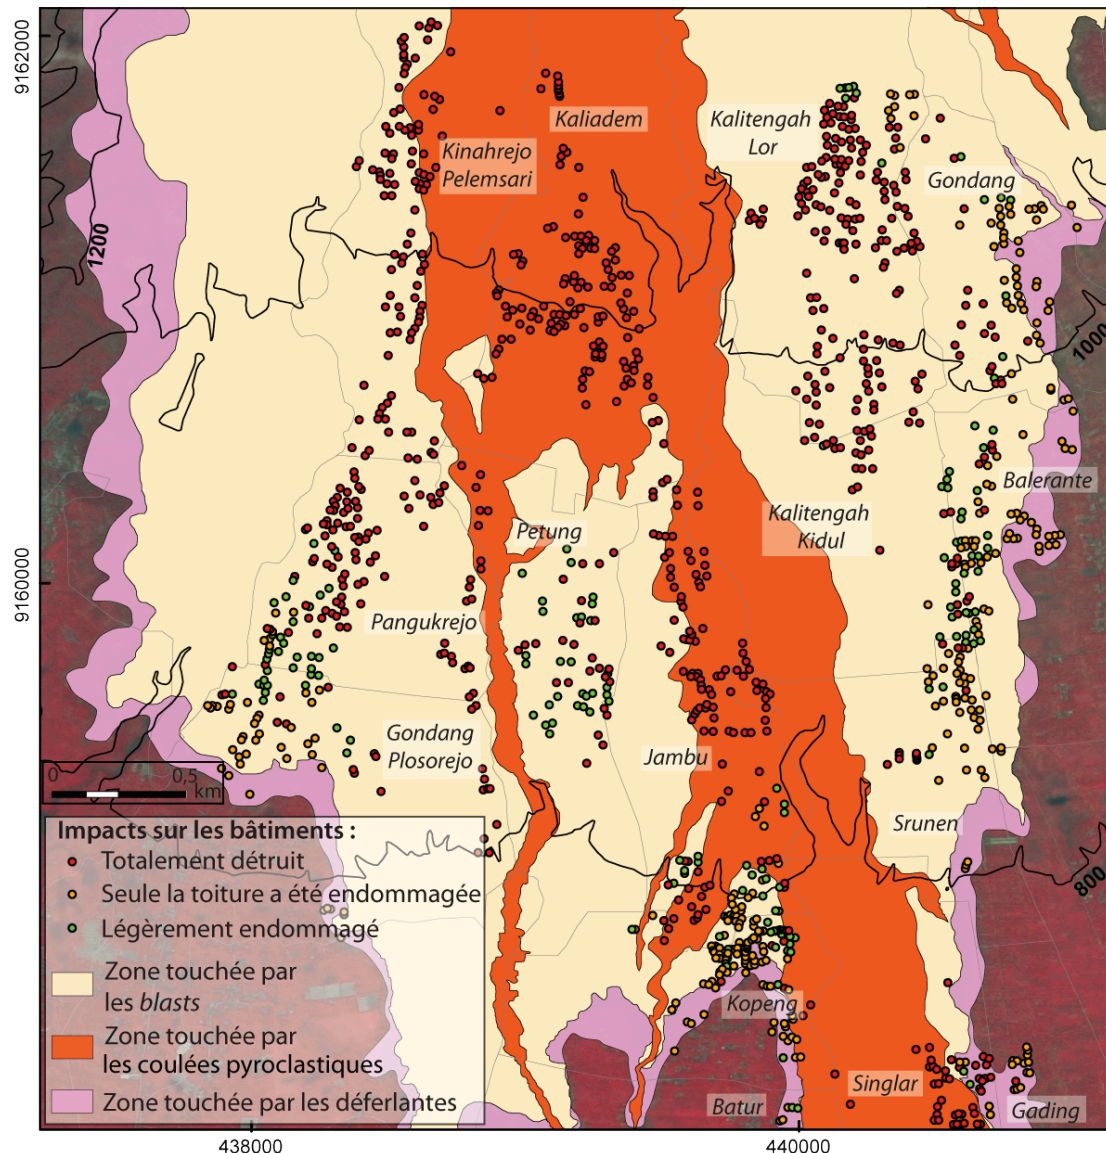 9162000
Kaliadem
Kalitengah
Lor
Kinahrejo
Pelemsari
Gondang
1200
1000
Balerante
Petung
Kalitengah
Kidul
9160000
Pangukrejo
Gondang
Plosorejo
Jambu
0 0,5
km
Srunen
800
Impacts sur les bâtiments :
Totalement détruit
Seule la toiture a été endommagée
Légèrement endommagé
Zone touchée par
les blasts
Zone touchée par
les coulées pyroclastiques
Zone touchée par les déferlantes
Kopeng
Singlar
Batur
Gading
438000
440000